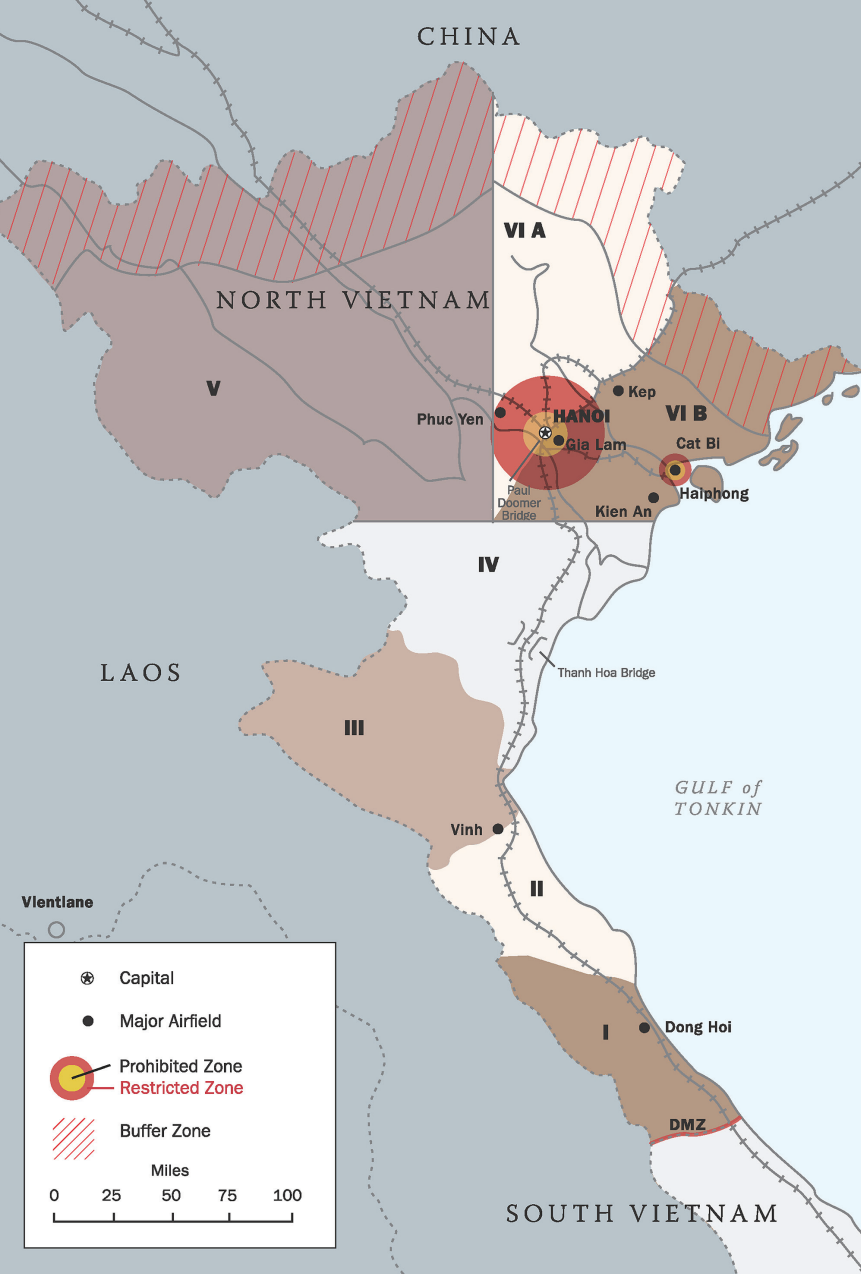 CHINA
VI A
NORTH VIETNAM
V
Kep
Phuc Yen
HANOI
VI B
Gia Lam
Cat Bi
Paul
Doomer
Bridge
Haiphong
Kien An
IV
LAOS
Thanh Hoa Bridge
III
GULF of
TONKIN
Vinh
II
Vientiane
I
Dong Hoi
DMZ
SOUTH VIETNAM
Capital
Major Airfield
Prohibited Zone
Restricted Zone
Buffer Zone
Miles
0 25 50 75 100